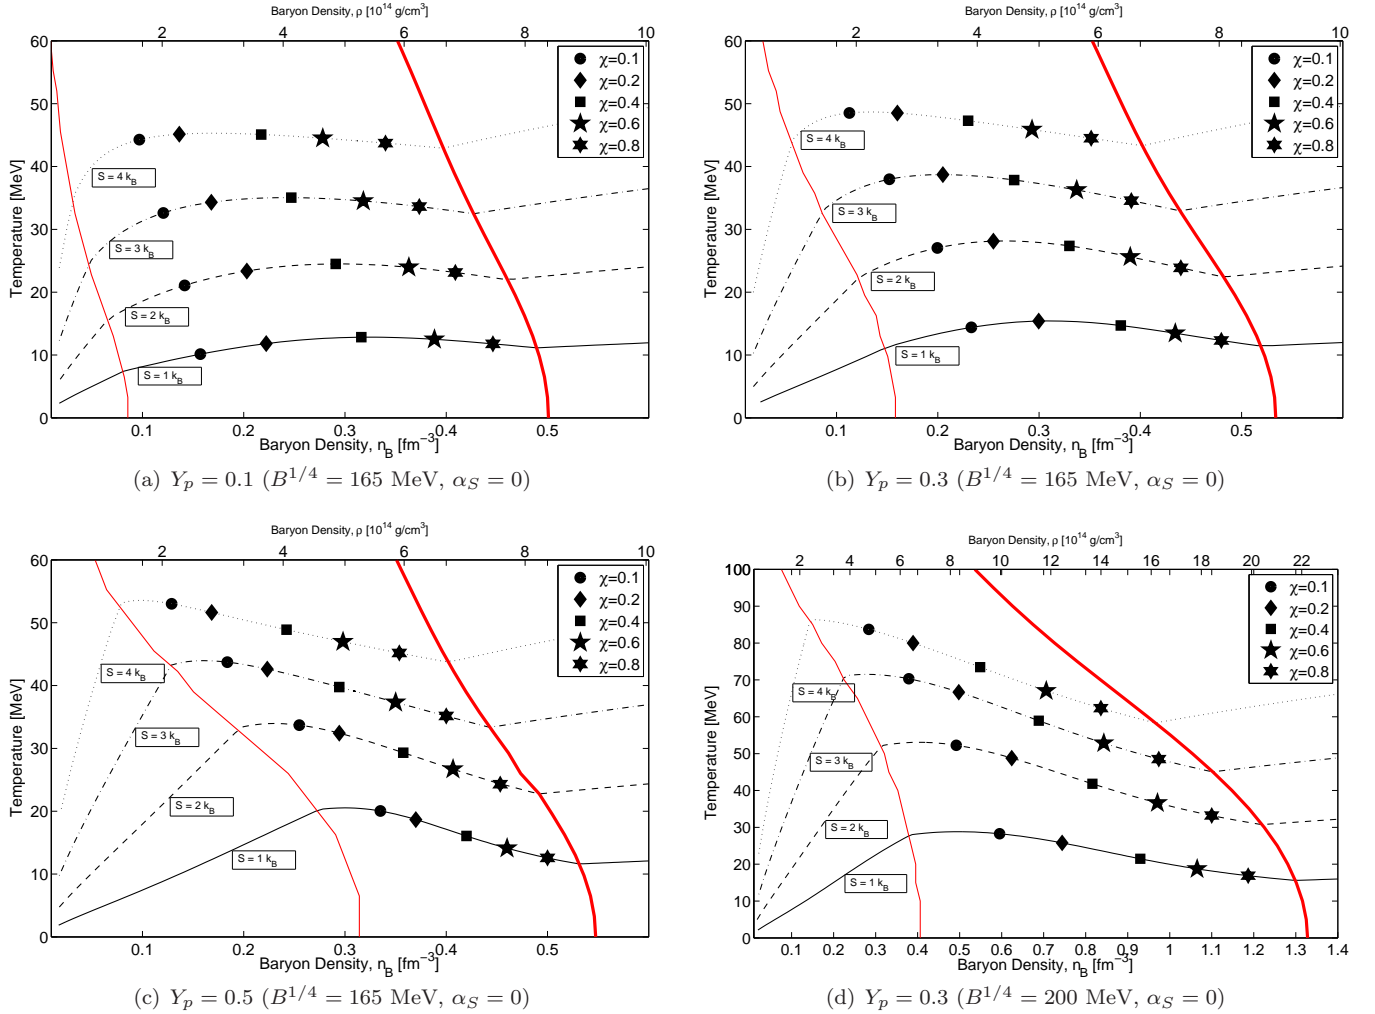 Baryon Density, ρ [10^14 g/cm^3]
2 4 6 8 10
60
50
40
30
20
10
0
Temperature [MeV]
χ=0.1
χ=0.2
χ=0.4
χ=0.6
χ=0.8
S = 4 k_B
S = 3 k_B
S = 2 k_B
S = 1 k_B
0.1 0.2 0.3 0.4 0.5
Baryon Density, n_B [fm^−3]
(a) Y_p = 0.1 (B^1/4 = 165 MeV, α_S = 0)
Baryon Density, ρ [10^14 g/cm^3]
2 4 6 8 10
60
50
40
30
20
10
0
Temperature [MeV]
χ=0.1
χ=0.2
χ=0.4
χ=0.6
χ=0.8
S = 4 k_B
S = 3 k_B
S = 2 k_B
S = 1 k_B
0.1 0.2 0.3 0.4 0.5
Baryon Density, n_B [fm^−3]
(b) Y_p = 0.3 (B^1/4 = 165 MeV, α_S = 0)
Baryon Density, ρ [10^14 g/cm^3]
2 4 6 8 10
60
50
40
30
20
10
0
Temperature [MeV]
χ=0.1
χ=0.2
χ=0.4
χ=0.6
χ=0.8
S = 4 k_B
S = 3 k_B
S = 2 k_B
S = 1 k_B
0.1 0.2 0.3 0.4 0.5
Baryon Density, n_B [fm^−3]
(c) Y_p = 0.5 (B^1/4 = 165 MeV, α_S = 0)
Baryon Density, ρ [10^14 g/cm^3]
2 4 6 8 10 12 14 16 18 20 22
100
90
80
70
60
50
40
30
20
10
0
Temperature [MeV]
χ=0.1
χ=0.2
χ=0.4
χ=0.6
χ=0.8
S = 4 k_B
S = 3 k_B
S = 2 k_B
S = 1 k_B
0.1 0.2 0.3 0.4 0.5 0.6 0.7 0.8 0.9 1 1.1 1.2 1.3 1.4
Baryon Density, n_B [fm^−3]
(d) Y_p = 0.3 (B^1/4 = 200 MeV, α_S = 0)